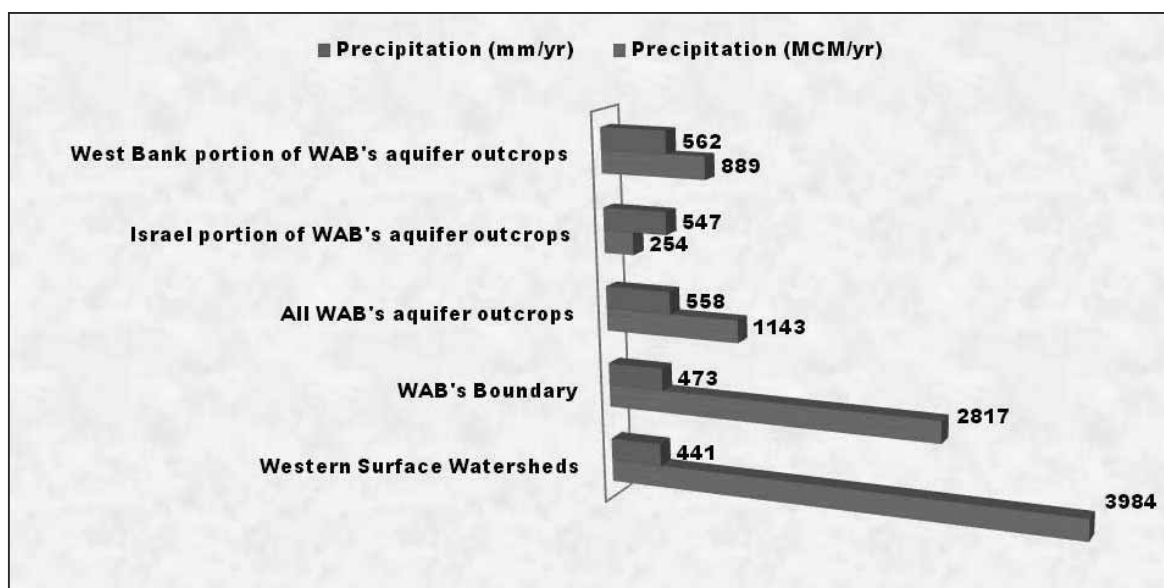 Precipitation (mm/yr) Precipitation (MCM/yr)
West Bank portion of WAB's aquifer outcrops
562
889
Israel portion of WAB's aquifer outcrops
547
254
All WAB's aquifer outcrops
558
1143
WAB's Boundary
473
2817
Western Surface Watersheds
441
3984